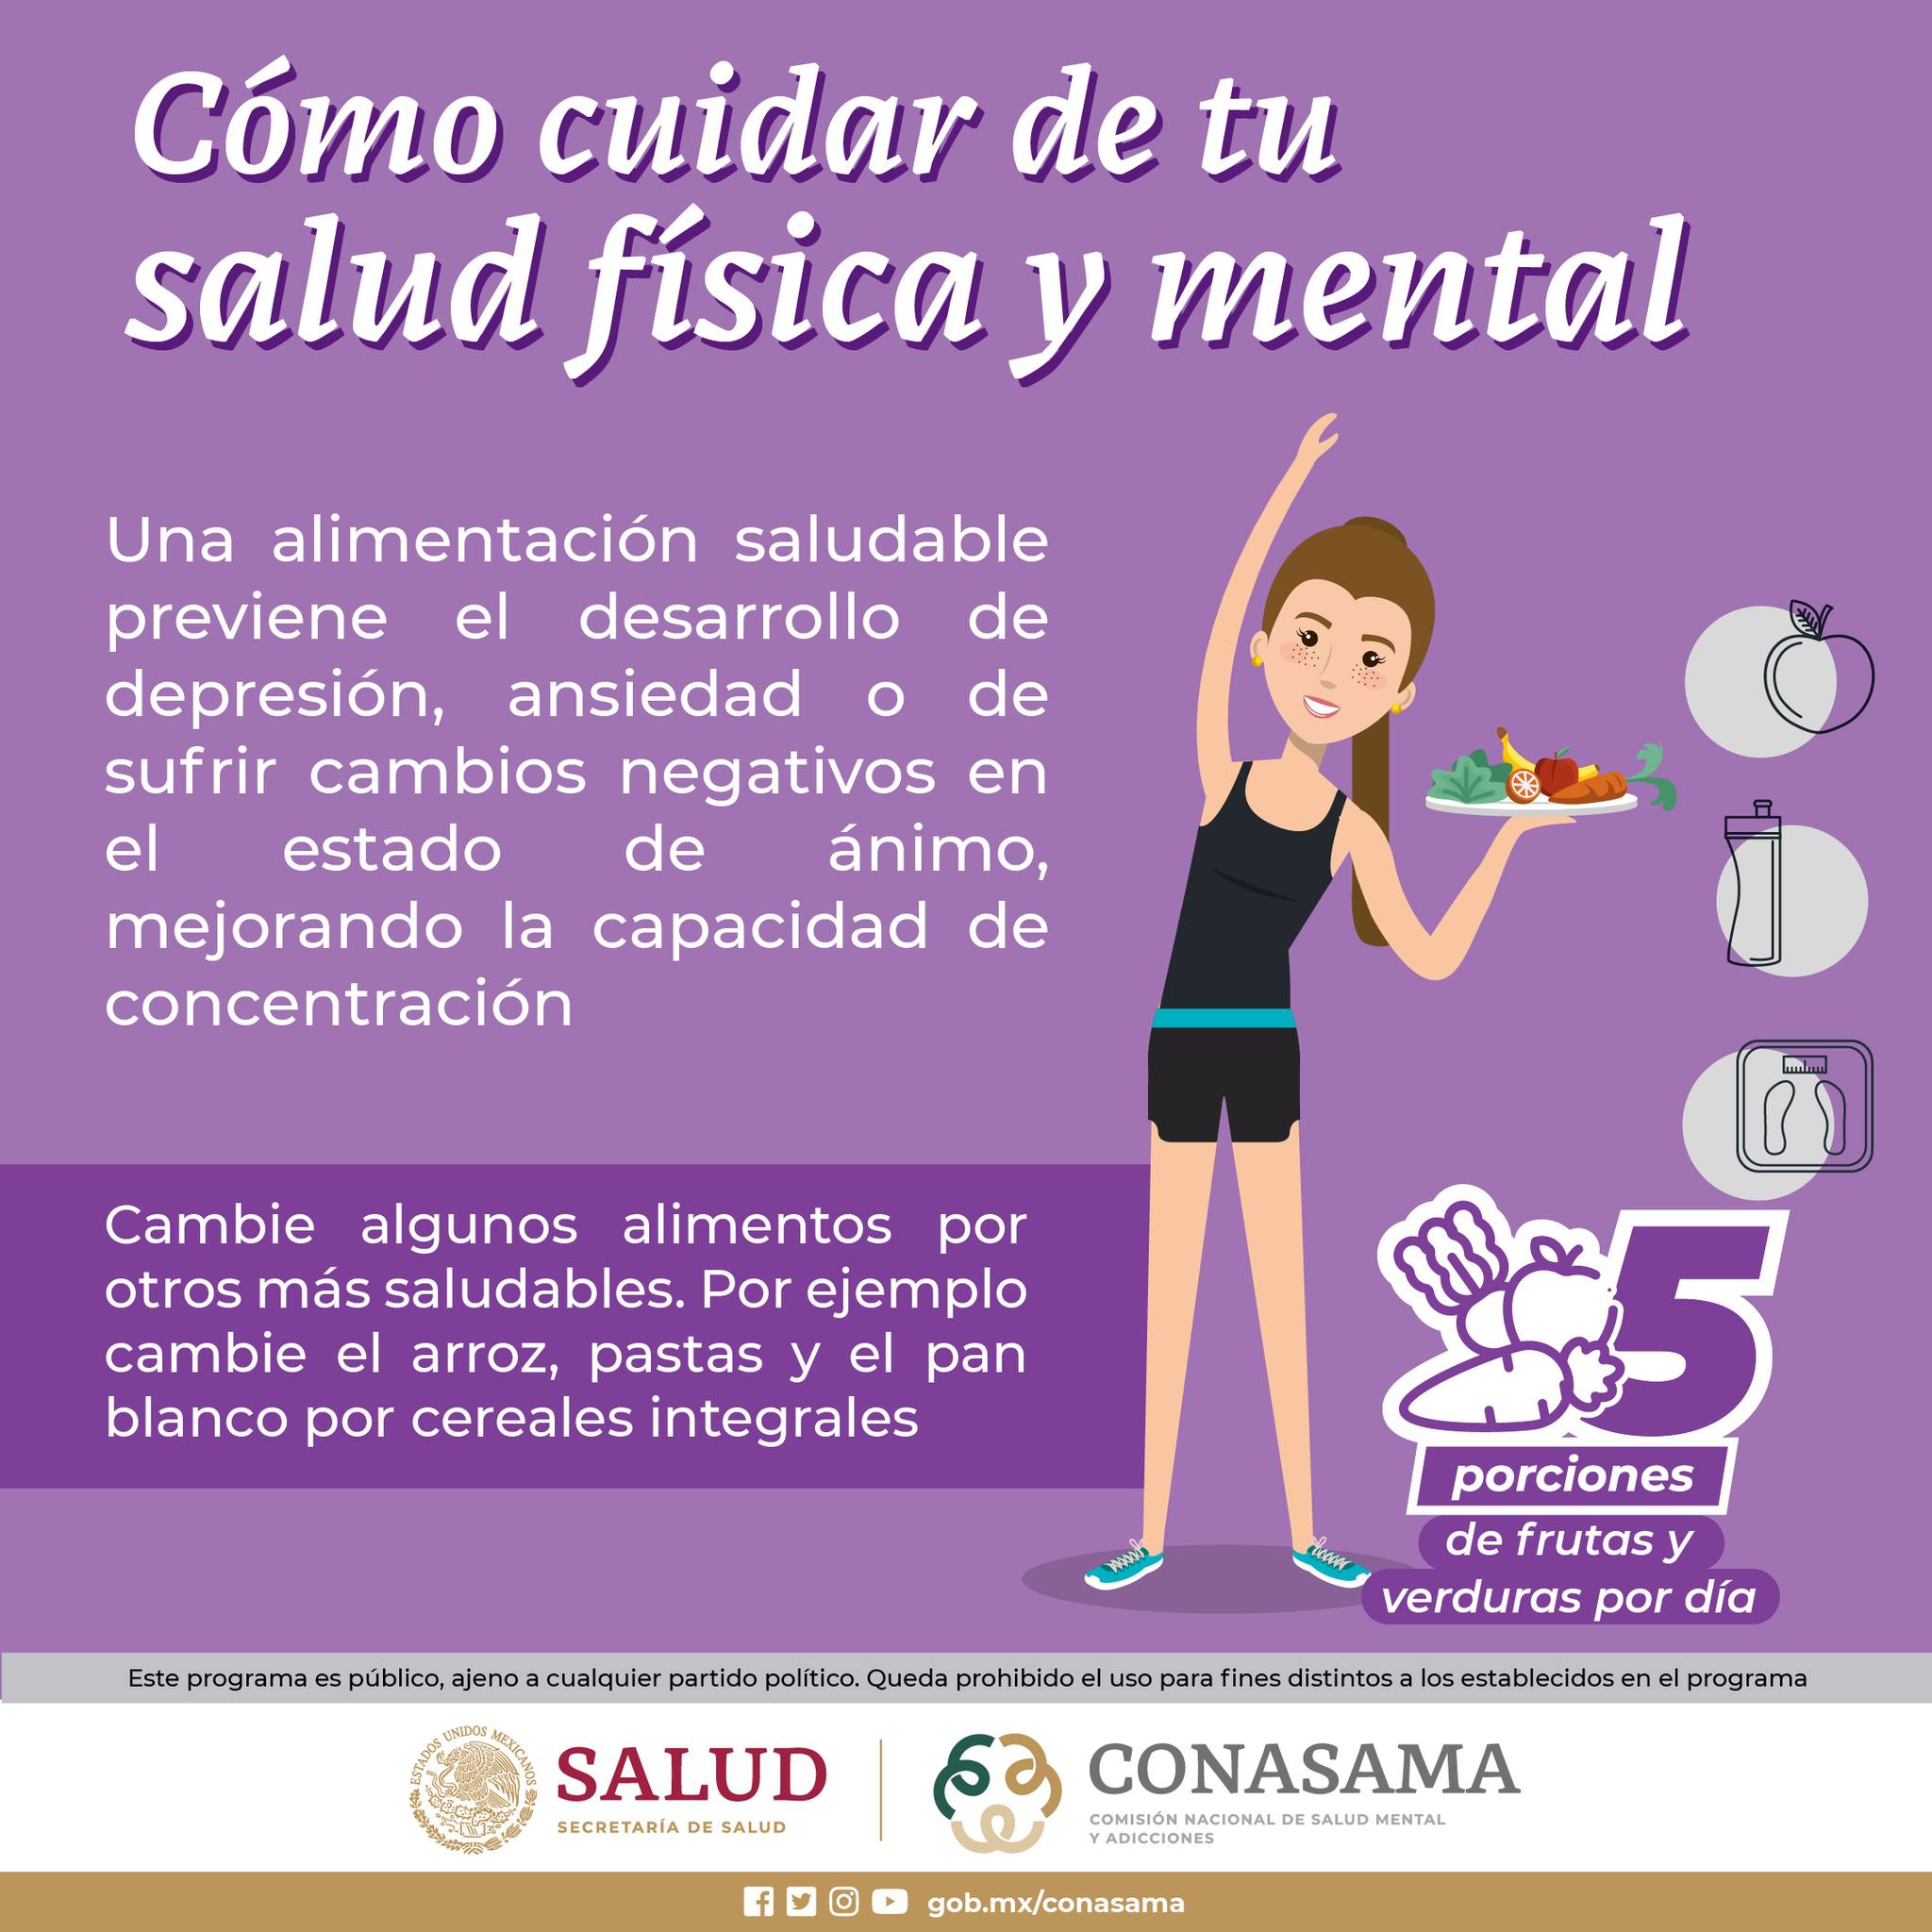 Cómo cuidar de tu
salud física y mental
Una alimentación saludable
previene el desarrollo de
depresión, ansiedad o de
sufrir cambios negativos en
el estado de ánimo,
mejorando la capacidad de
concentración
Cambie algunos alimentos por
otros más saludables. Por ejemplo
cambie el arroz, pastas y el pan
blanco por cereales integrales
5
porciones
de frutas y
verduras por día
Este programa es público, ajeno a cualquier partido político. Queda prohibido el uso para fines distintos a los establecidos en el programa
ESTADOS UNIDOS MEXICANOS
SALUD
SECRETARÍA DE SALUD
CONASAMA
COMISIÓN NACIONAL DE SALUD MENTAL
Y ADICCIONES
gob.mx/conasama